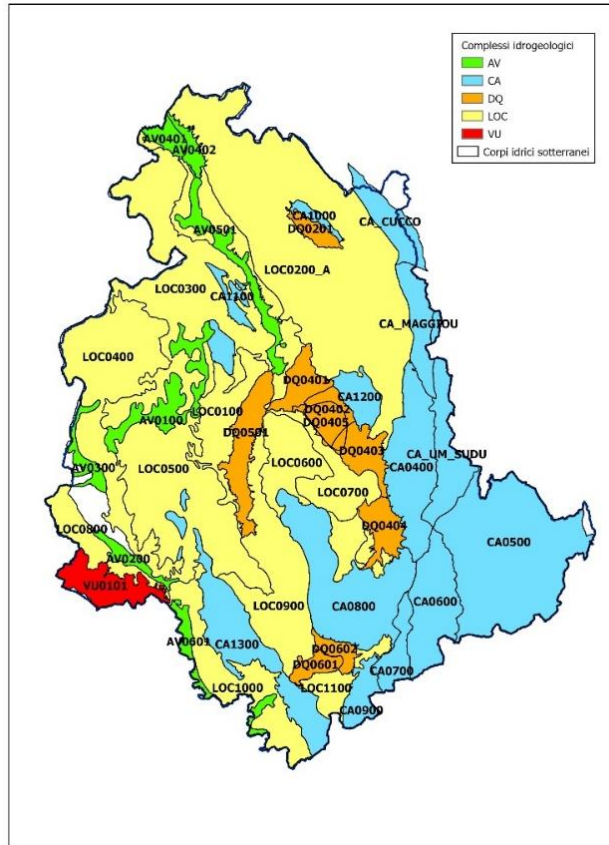 Complessi idrogeologici
AV
CA
DQ
LOC
VU
Corpi idrici sotterranei
AV0401
AV0402
CA_CUCCO
CA1000
DQ0201
AV0501
LOC0200_A
LOC0300
CA1100
CA_MAGGIOU
LOC0400
DQ0401
CA1200
LOC0100
DQ0402
AV0100
DQ0405
DQ0501
DQ0403
CA_UM_SUDU
LOC0600
CA0400
AV0300
LOC0500
LOC0700
DQ0404
LOC0800
CA0500
AV0200
VU0101
CA0800
CA0600
LOC0900
AV0601
CA1300
DQ0602
DQ0601
CA0700
LOC1000
LOC1100
CA0900